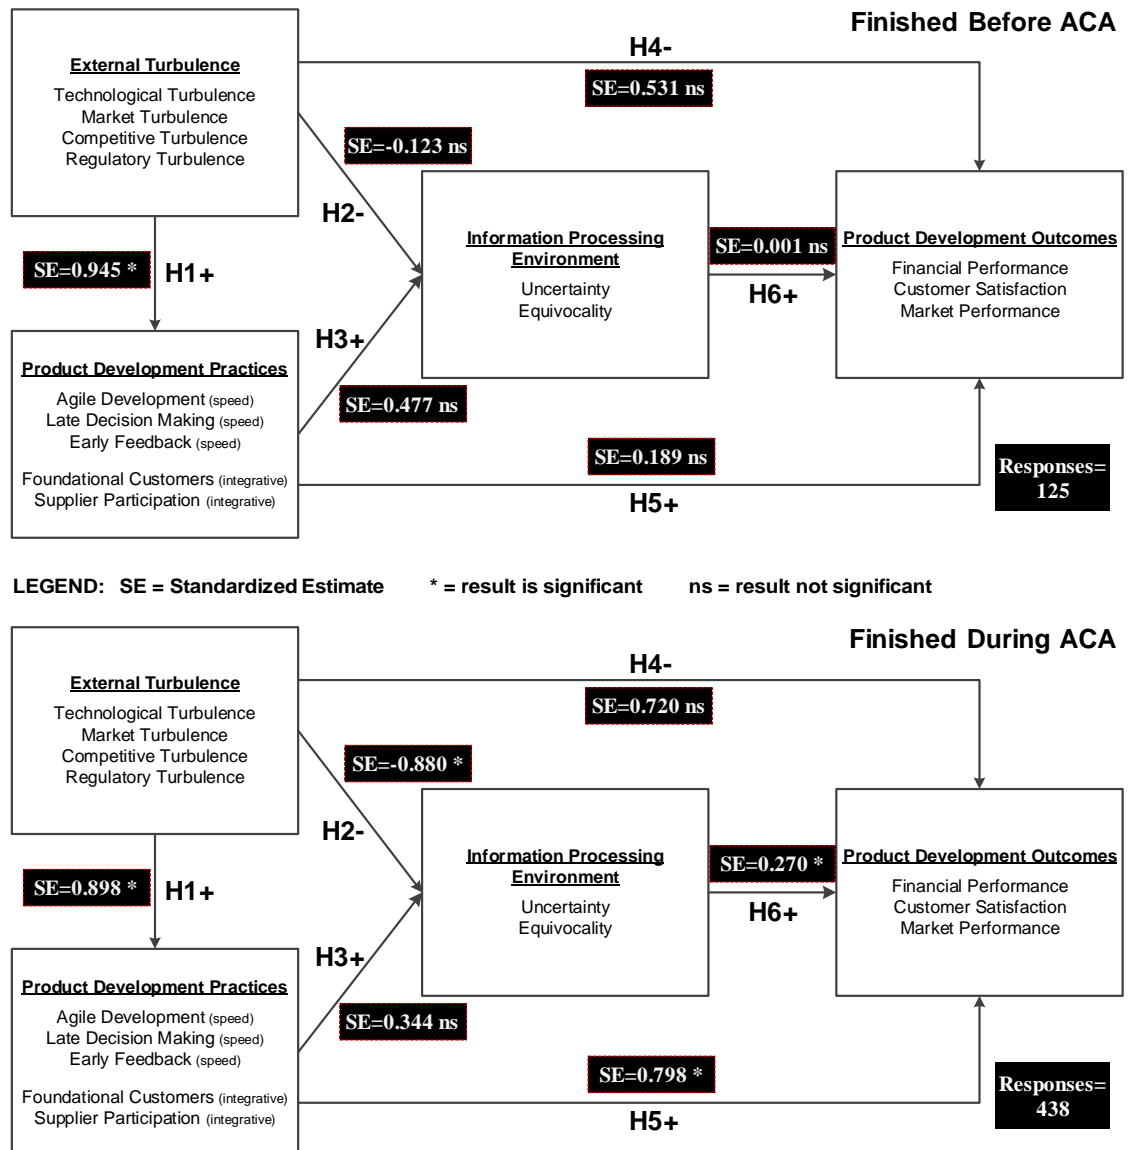 Finished Before ACA
H4-
SE=0.531 ns
External Turbulence
Technological Turbulence
Market Turbulence
Competitive Turbulence
Regulatory Turbulence
SE=-0.123 ns
H2-
SE=0.945 *
H1+
Information Processing
Environment
Uncertainty
Equivocality
SE=0.001 ns
H6+
Product Development Outcomes
Financial Performance
Customer Satisfaction
Market Performance
H3+
SE=0.477 ns
Product Development Practices
Agile Development (speed)
Late Decision Making (speed)
Early Feedback (speed)
Foundational Customers (integrative)
Supplier Participation (integrative)
SE=0.189 ns
H5+
Responses=
125
LEGEND: SE = Standardized Estimate * = result is significant ns = result not significant
Finished During ACA
H4-
SE=0.720 ns
External Turbulence
Technological Turbulence
Market Turbulence
Competitive Turbulence
Regulatory Turbulence
SE=-0.880 *
H2-
SE=0.898 *
H1+
Information Processing
Environment
Uncertainty
Equivocality
SE=0.270 *
H6+
Product Development Outcomes
Financial Performance
Customer Satisfaction
Market Performance
H3+
SE=0.344 ns
Product Development Practices
Agile Development (speed)
Late Decision Making (speed)
Early Feedback (speed)
Foundational Customers (integrative)
Supplier Participation (integrative)
SE=0.798 *
H5+
Responses=
438